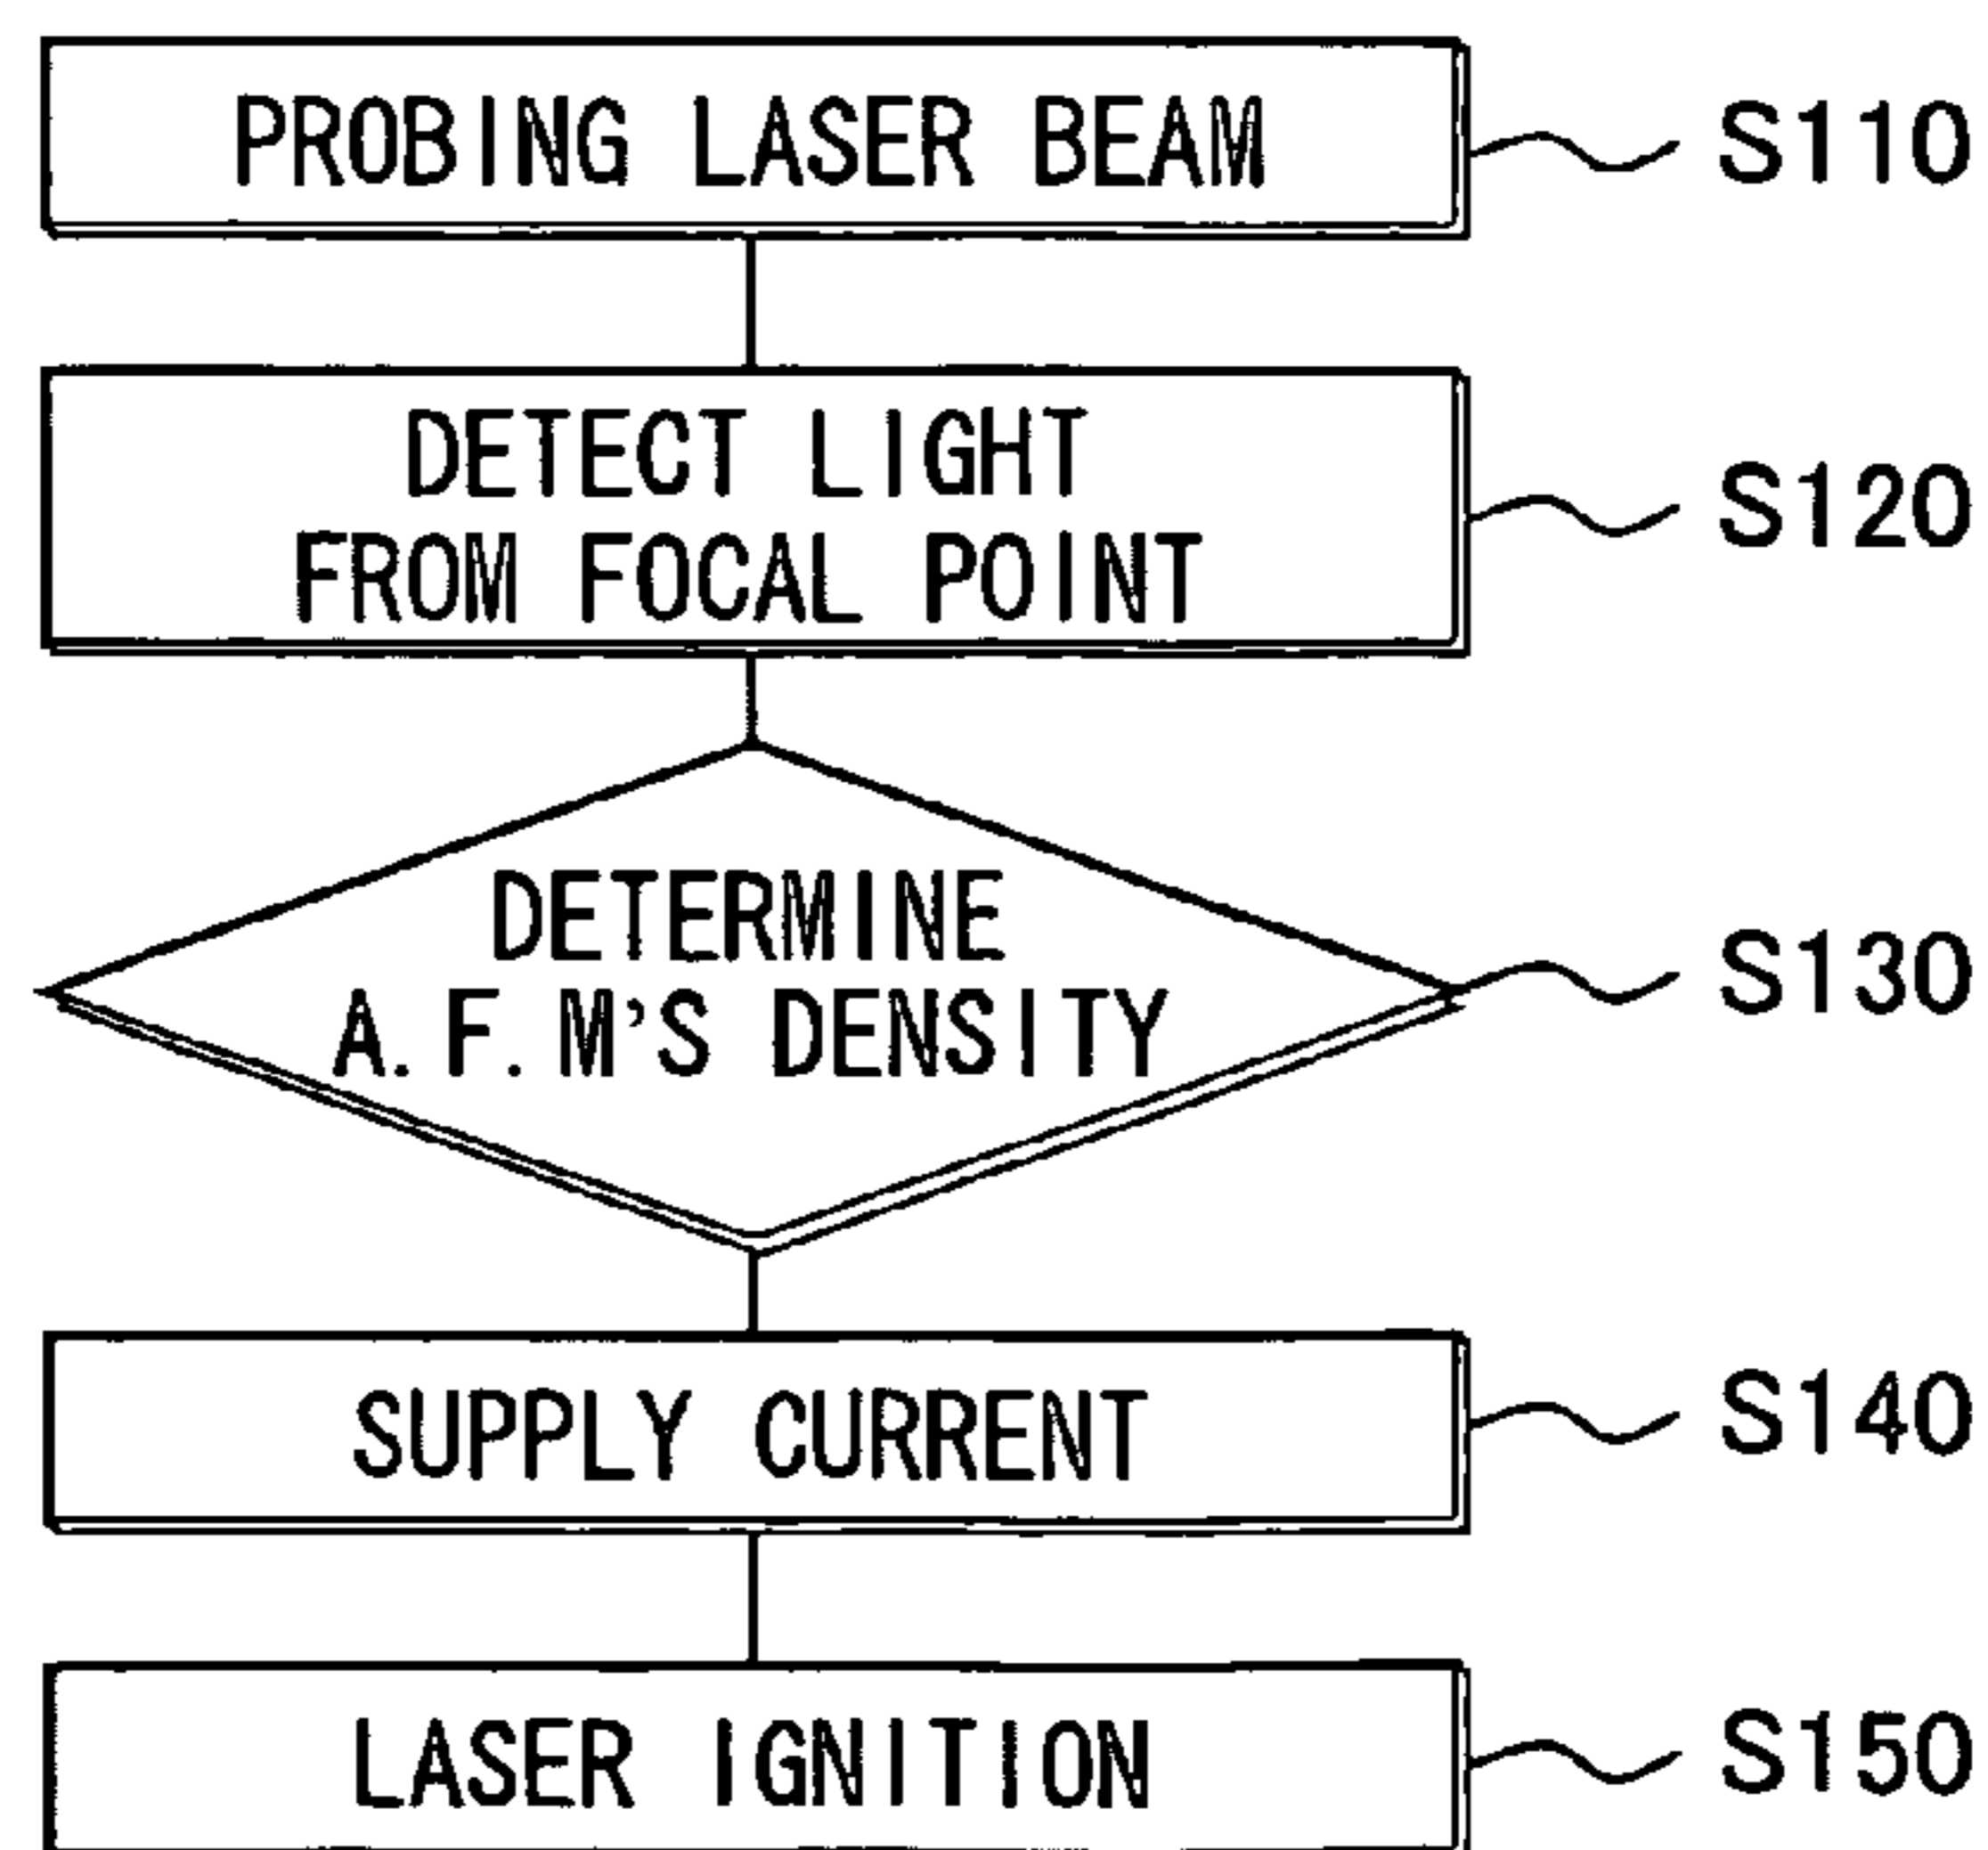 PROBING LASER BEAM
S110
DETECT LIGHT
FROM FOCAL POINT
S120
DETERMINE
A.F.M'S DENSITY
S130
SUPPLY CURRENT
S140
LASER IGNITION
S150